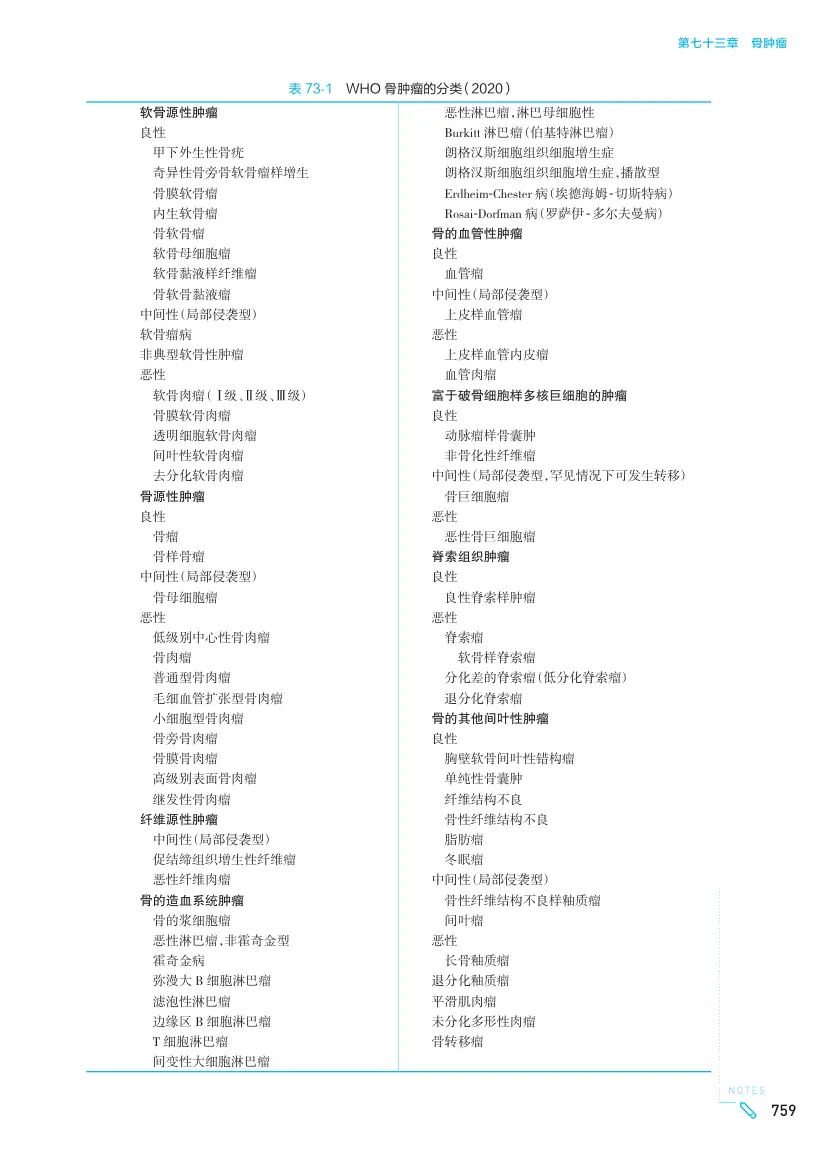 第七十三章 骨肿瘤
表 73-1 WHO 骨肿瘤的分类（2020）
软骨源性肿瘤
良性
甲下外生性骨疣
奇异性骨旁骨软骨瘤样增生
骨膜软骨瘤
内生软骨瘤
骨软骨瘤
软骨母细胞瘤
软骨黏液样纤维瘤
骨软骨黏液瘤
中间性（局部侵袭型）
软骨瘤病
非典型软骨性肿瘤
恶性
软骨肉瘤（Ⅰ级、Ⅱ级、Ⅲ级）
骨膜软骨肉瘤
透明细胞软骨肉瘤
间叶性软骨肉瘤
去分化软骨肉瘤
骨源性肿瘤
良性
骨瘤
骨样骨瘤
中间性（局部侵袭型）
骨母细胞瘤
恶性
低级别中心性骨肉瘤
骨肉瘤
普通型骨肉瘤
毛细血管扩张型骨肉瘤
小细胞型骨肉瘤
骨旁骨肉瘤
骨膜骨肉瘤
高级别表面骨肉瘤
继发性骨肉瘤
纤维源性肿瘤
中间性（局部侵袭型）
促结缔组织增生性纤维瘤
恶性纤维肉瘤
骨的造血系统肿瘤
骨的浆细胞瘤
恶性淋巴瘤,非霍奇金型
霍奇金病
弥漫大 B 细胞淋巴瘤
滤泡性淋巴瘤
边缘区 B 细胞淋巴瘤
T 细胞淋巴瘤
间变性大细胞淋巴瘤
恶性淋巴瘤,淋巴母细胞性
Burkitt 淋巴瘤（伯基特淋巴瘤）
朗格汉斯细胞组织细胞增生症
朗格汉斯细胞组织细胞增生症,播散型
Erdheim-Chester 病（埃德海姆-切斯特病）
Rosai-Dorfman 病（罗萨伊-多尔夫曼病）
骨的血管性肿瘤
良性
血管瘤
中间性（局部侵袭型）
上皮样血管瘤
恶性
上皮样血管内皮瘤
血管肉瘤
富于破骨细胞样多核巨细胞的肿瘤
良性
动脉瘤样骨囊肿
非骨化性纤维瘤
中间性（局部侵袭型,罕见情况下可发生转移）
骨巨细胞瘤
恶性
恶性骨巨细胞瘤
脊索组织肿瘤
良性
良性脊索样肿瘤
恶性
脊索瘤
软骨样脊索瘤
分化差的脊索瘤（低分化脊索瘤）
退分化脊索瘤
骨的其他间叶性肿瘤
良性
胸壁软骨间叶性错构瘤
单纯性骨囊肿
纤维结构不良
骨性纤维结构不良
脂肪瘤
冬眠瘤
中间性（局部侵袭型）
骨性纤维结构不良样釉质瘤
间叶瘤
恶性
长骨釉质瘤
退分化釉质瘤
平滑肌肉瘤
未分化多形性肉瘤
骨转移瘤
NOTES
759